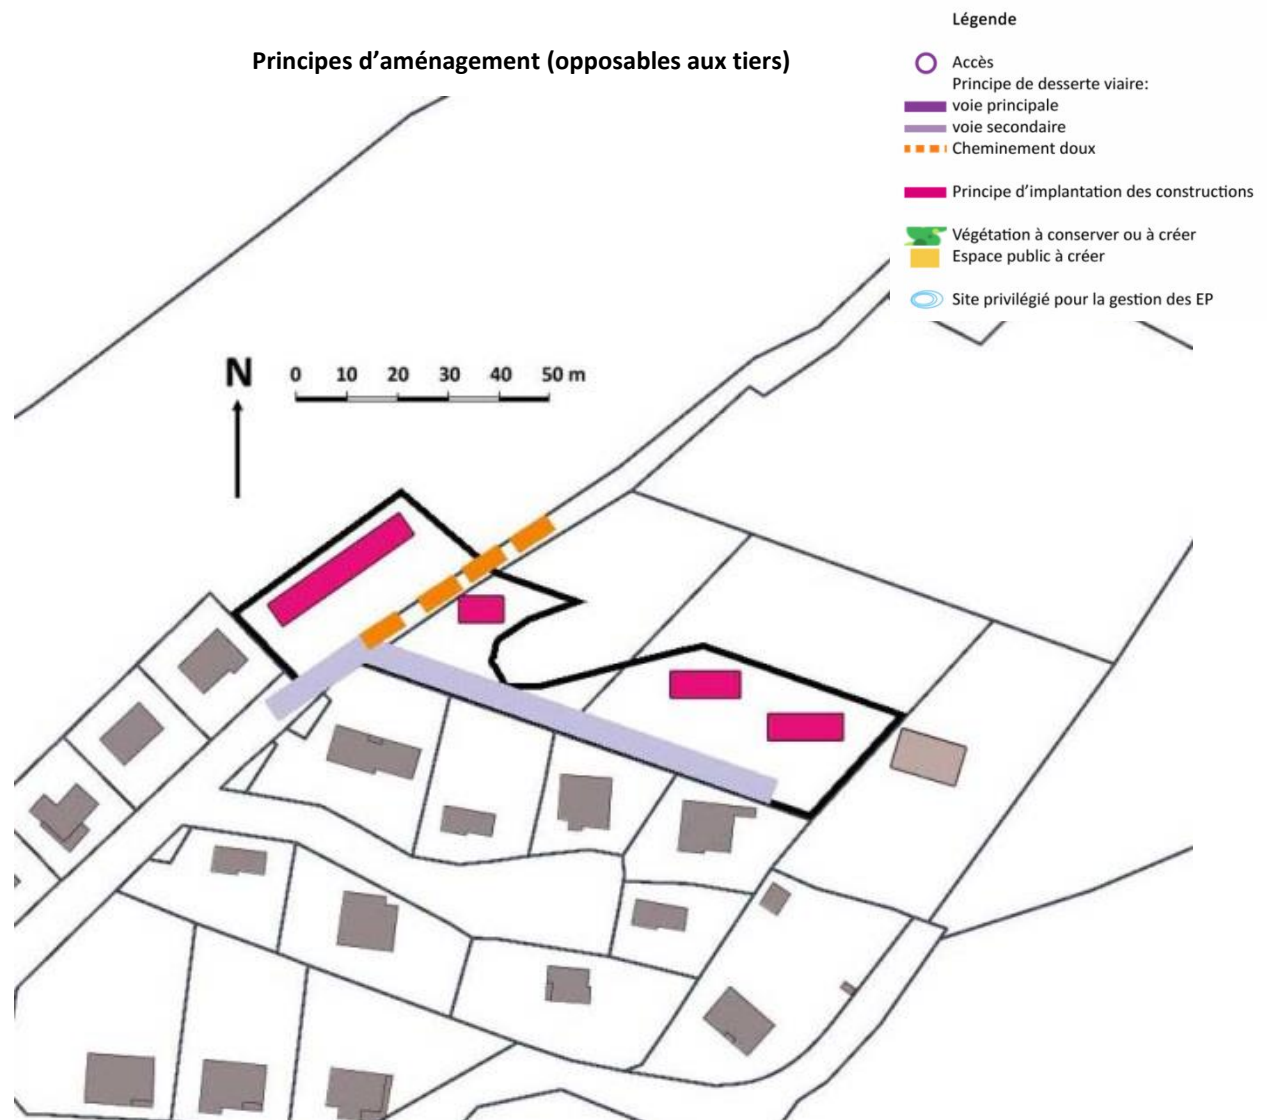 Légende
Principes d’aménagement (opposables aux tiers)
Accès
Principe de desserte viaire:
voie principale
voie secondaire
Cheminement doux
Principe d’implantation des constructions
Végétation à conserver ou à créer
Espace public à créer
Site privilégié pour la gestion des EP
N
0 10 20 30 40 50 m